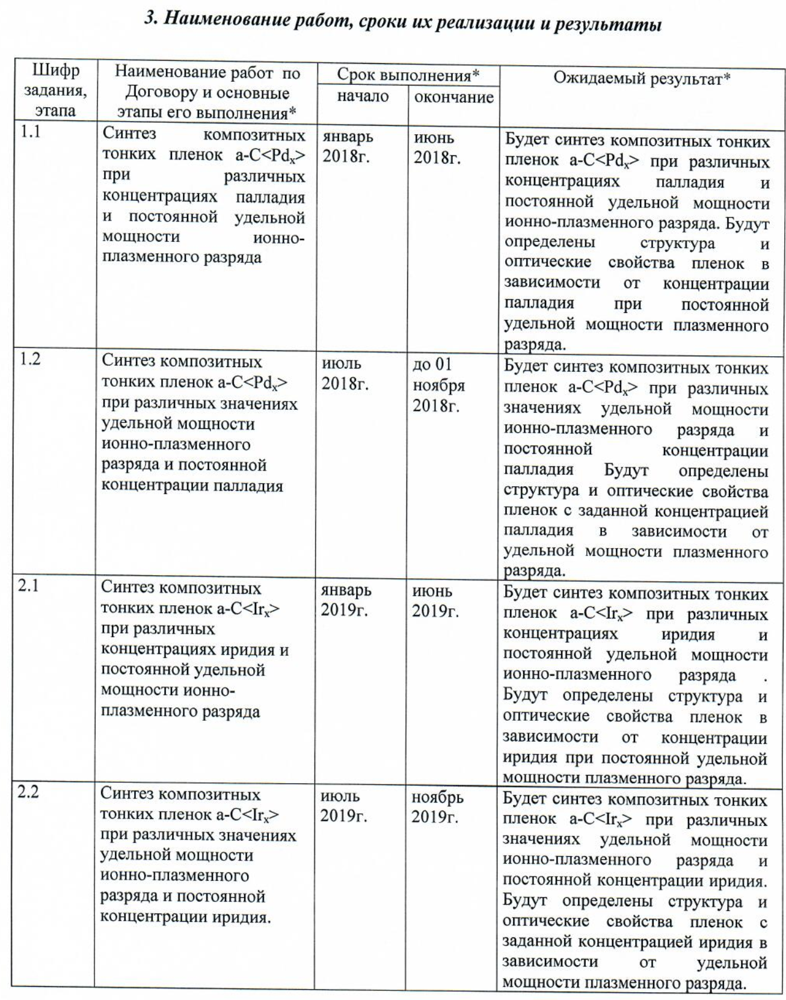 3. Наименование работ, сроки их реализации и результаты
Шифр
задания,
этапа
Наименование работ по
Договору и основные
этапы его выполнения*
Срок выполнения*
начало
окончание
Ожидаемый результат*
1.1
Синтез композитных
тонких пленок a-C<Pdₓ>
при различных
концентрациях палладия
и постоянной удельной
мощности ионно-
плазменного разряда
январь
2018г.
июнь
2018г.
Будет синтез композитных тонких
пленок a-C<Pdₓ> при различных
концентрациях палладия и
постоянной удельной мощности
ионно-плазменного разряда. Будут
определены структура и
оптические свойства пленок в
зависимости от концентрации
палладия при постоянной
удельной мощности плазменного
разряда.
1.2
Синтез композитных
тонких пленок a-C<Pdₓ>
при различных значениях
удельной мощности
ионно-плазменного
разряда и постоянной
концентрации палладия
июль
2018г.
до 01
ноября
2018г.
Будет синтез композитных тонких
пленок a-C<Pdₓ> при различных
значениях удельной мощности
ионно-плазменного разряда и
постоянной концентрации
палладия Будут определены
структура и оптические свойства
пленок с заданной концентрацией
палладия в зависимости от
удельной мощности плазменного
разряда.
2.1
Синтез композитных
тонких пленок a-C<Irₓ>
при различных
концентрациях иридия и
постоянной удельной
мощности ионно-
плазменного разряда
январь
2019г.
июнь
2019г.
Будет синтез композитных тонких
пленок a-C<Irₓ> при различных
концентрациях иридия и
постоянной удельной мощности
ионно-плазменного разряда .
Будут определены структура и
оптические свойства пленок в
зависимости от концентрации
иридия при постоянной удельной
мощности плазменного разряда.
2.2
Синтез композитных
тонких пленок a-C<Irₓ>
при различных значениях
удельной мощности
ионно-плазменного
разряда и постоянной
концентрации иридия.
июль
2019г.
ноябрь
2019г.
Будет синтез композитных тонких
пленок a-C<Irₓ> при различных
значениях удельной мощности
ионно-плазменного разряда и
постоянной концентрации иридия.
Будут определены структура и
оптические свойства пленок с
заданной концентрацией иридия в
зависимости от удельной
мощности плазменного разряда.